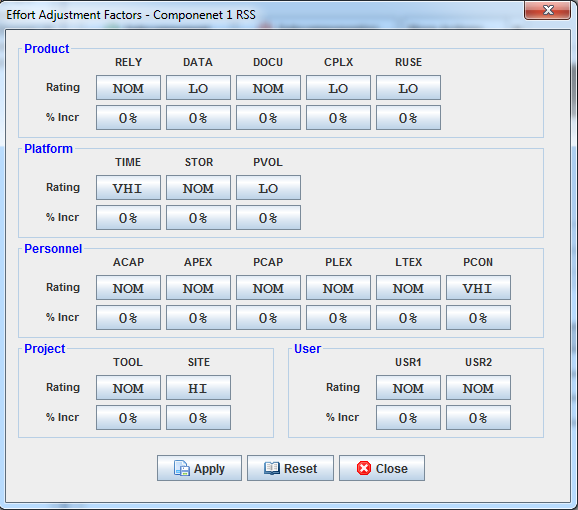 Effort Adjustment Factors - Componenet 1 RSS
Product
RELY DATA DOCU CPLX RUSE
Rating NOM LO NOM LO LO
% Incr 0% 0% 0% 0% 0%
Platform
TIME STOR PVOL
Rating VHI NOM LO
% Incr 0% 0% 0%
Personnel
ACAP APEX PCAP PLEX LTEX PCON
Rating NOM NOM NOM NOM NOM VHI
% Incr 0% 0% 0% 0% 0% 0%
Project
TOOL SITE
Rating NOM HI
% Incr 0% 0%
User
USR1 USR2
Rating NOM NOM
% Incr 0% 0%
Apply Reset Close